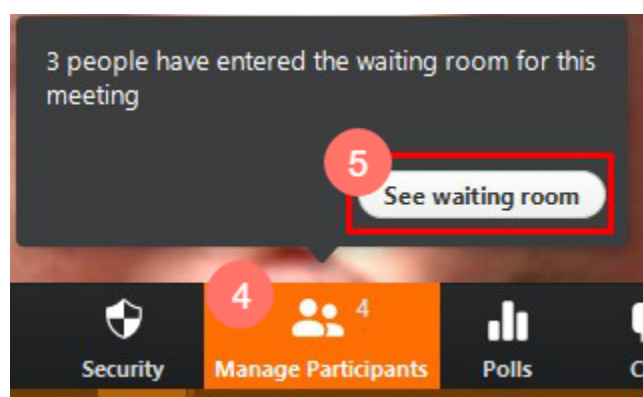 3 people have entered the waiting room for this
meeting
5
See waiting room
4
4
Security
Manage Participants
Polls